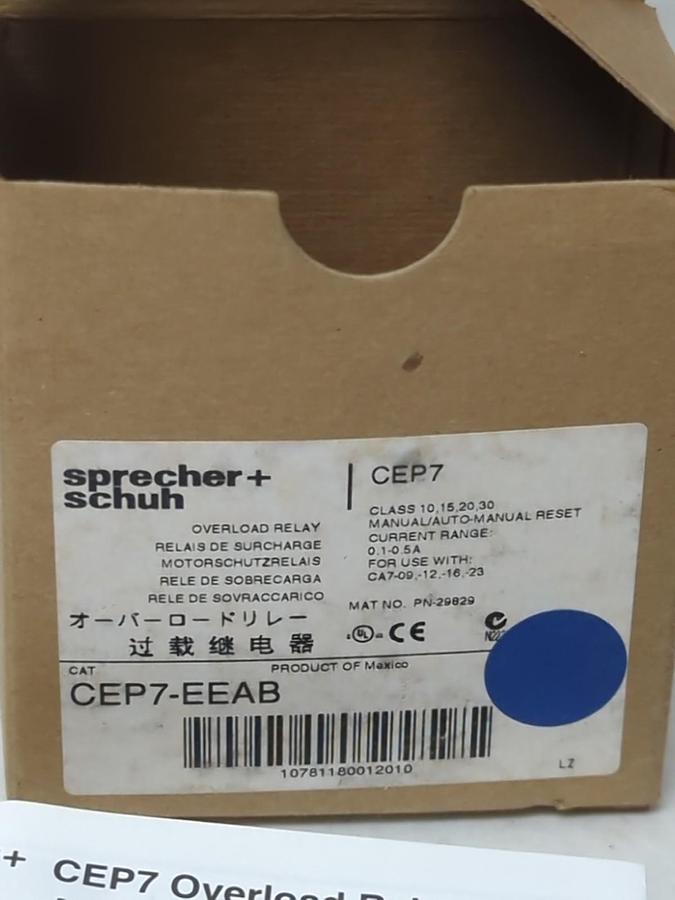 sprecher+
schuh
OVERLOAD RELAY
RELAIS DE SURCHARGE
MOTORSCHUTZRELAIS
RELE DE SOBRECARGA
RELE DE SOVRACCARICO
オーバーロードリレー
过载继电器
CEP7
CLASS 10,15,20,30
MANUAL/AUTO-MANUAL RESET
CURRENT RANGE:
0.1-0.5A
FOR USE WITH:
CA7-09,-12,-16,-23
MAT NO. PN-29829
UL CE
CAT
PRODUCT OF Mexico
CEP7-EEAB
10781180012010
LZ
+ CEP7 Overload